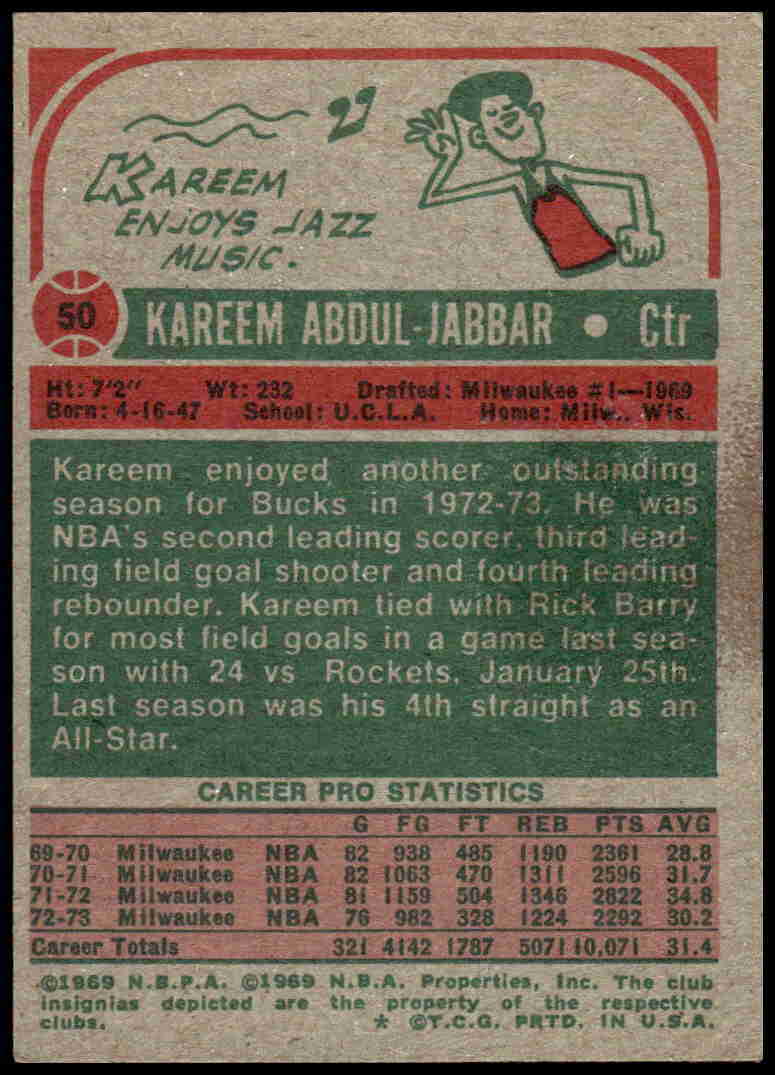 KAREEM
ENJOYS JAZZ
MUSIC.
50 KAREEM ABDUL-JABBAR • Ctr
Ht: 7'2" Wt: 232 Drafted: Milwaukee #1—1969
Born: 4-16-47 School: U.C.L.A. Home: Milw., Wis.
Kareem enjoyed another outstanding
season for Bucks in 1972-73. He was
NBA's second leading scorer, third lead-
ing field goal shooter and fourth leading
rebounder. Kareem tied with Rick Barry
for most field goals in a game last sea-
son with 24 vs Rockets, January 25th.
Last season was his 4th straight as an
All-Star.
CAREER PRO STATISTICS
G FG FT REB PTS AVG
69-70 Milwaukee NBA 82 938 485 1190 2361 28.8
70-71 Milwaukee NBA 82 1063 470 1311 2596 31.7
71-72 Milwaukee NBA 81 1159 504 1346 2822 34.8
72-73 Milwaukee NBA 76 982 328 1224 2292 30.2
Career Totals 321 4142 1787 5071 10,071 31.4
©1969 N.B.P.A. ©1969 N.B.A. Properties, Inc. The club
insignias depicted are the property of the respective
clubs. * ©T.C.G. PRTD. IN U.S.A.